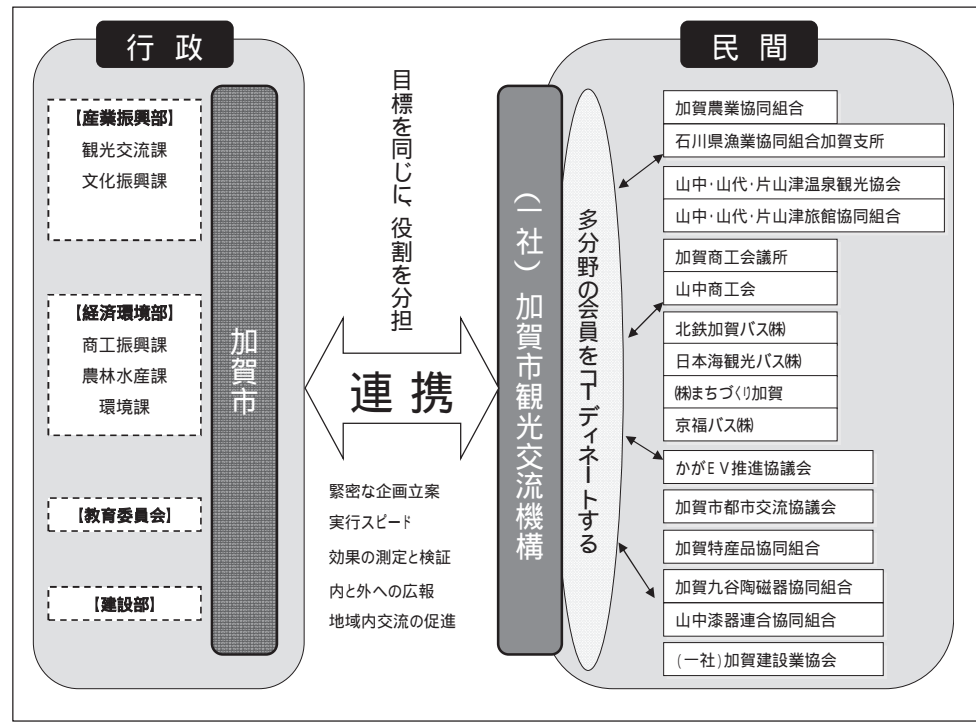 行 政
【産業振興部】
観光交流課
文化振興課
【経済環境部】
商工振興課
農林水産課
環境課
【教育委員会】
【建設部】
加賀市
目標を同じに、役割を分担
連 携
緊密な企画立案
実行スピード
効果の測定と検証
内と外への広報
地域内交流の促進
民 間
(一社)加賀市観光交流機構
多分野の会員をコーディネートする
加賀農業協同組合
石川県漁業協同組合加賀支所
山中・山代・片山津温泉観光協会
山中・山代・片山津旅館協同組合
加賀商工会議所
山中商工会
北鉄加賀バス㈱
日本海観光バス㈱
㈱まちづくり加賀
京福バス㈱
かがEV推進協議会
加賀市都市交流協議会
加賀特産品協同組合
加賀九谷陶磁器協同組合
山中漆器連合協同組合
(一社)加賀建設業協会